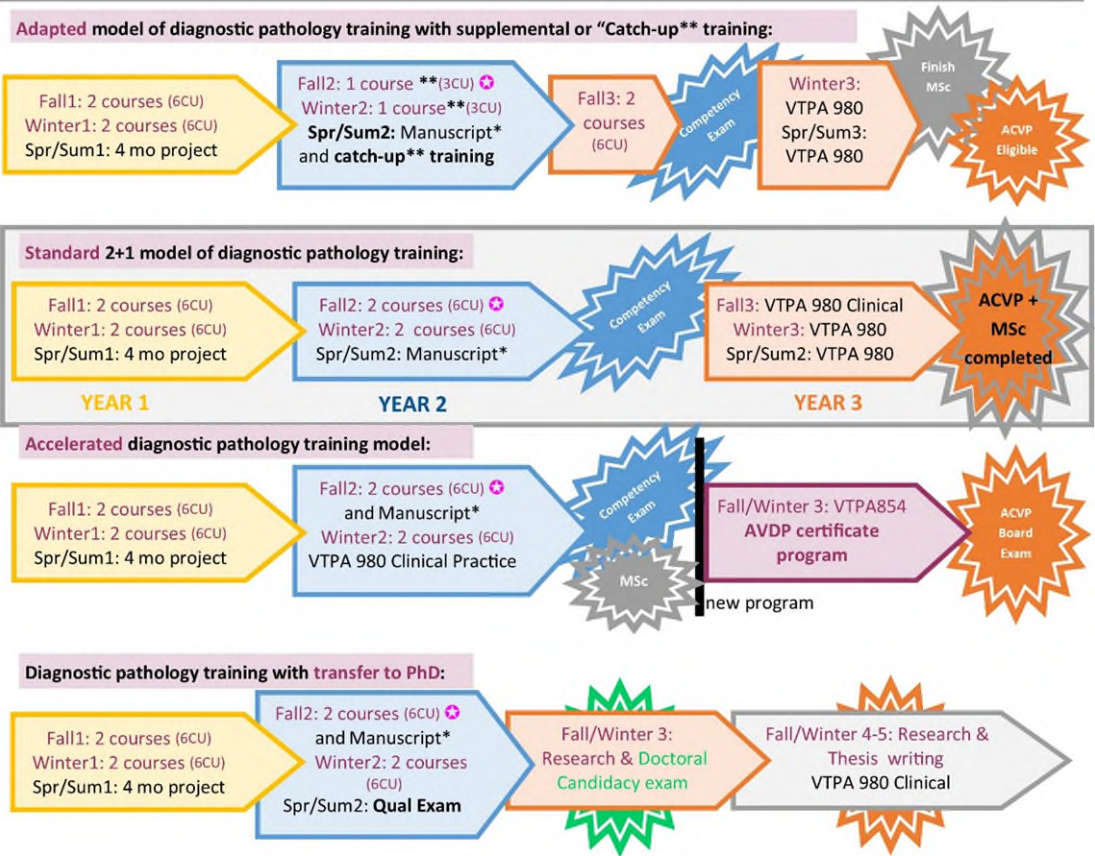 Adapted model of diagnostic pathology training with supplemental or “Catch-up** training:
Fall1: 2 courses (6CU)
Winter1: 2 courses (6CU)
Spr/Sum1: 4 mo project
Fall2: 1 course **(3CU) ✪
Winter2: 1 course**(3CU)
Spr/Sum2: Manuscript*
and catch-up** training
Fall3: 2
courses
(6CU)
Competency
Exam
Winter3:
VTPA 980
Spr/Sum3:
VTPA 980
Finish
MSc
ACVP
Eligible
Standard 2+1 model of diagnostic pathology training:
Fall1: 2 courses (6CU)
Winter1: 2 courses (6CU)
Spr/Sum1: 4 mo project
Fall2: 2 courses (6CU) ✪
Winter2: 2 courses (6CU)
Spr/Sum2: Manuscript*
Competency
Exam
Fall3: VTPA 980 Clinical
Winter3: VTPA 980
Spr/Sum2: VTPA 980
ACVP +
MSc
completed
YEAR 1
YEAR 2
YEAR 3
Accelerated diagnostic pathology training model:
Fall1: 2 courses (6CU)
Winter1: 2 courses (6CU)
Spr/Sum1: 4 mo project
Fall2: 2 courses (6CU) ✪
and Manuscript*
Winter2: 2 courses (6CU)
VTPA 980 Clinical Practice
Competency
Exam
MSc
Fall/Winter 3: VTPA854
AVDP certificate
program
new program
ACVP
Board
Exam
Diagnostic pathology training with transfer to PhD:
Fall1: 2 courses (6CU)
Winter1: 2 courses (6CU)
Spr/Sum1: 4 mo project
Fall2: 2 courses (6CU) ✪
and Manuscript*
Winter2: 2 courses
(6CU)
Spr/Sum2: Qual Exam
Fall/Winter 3:
Research & Doctoral
Candidacy exam
Fall/Winter 4-5: Research &
Thesis writing
VTPA 980 Clinical